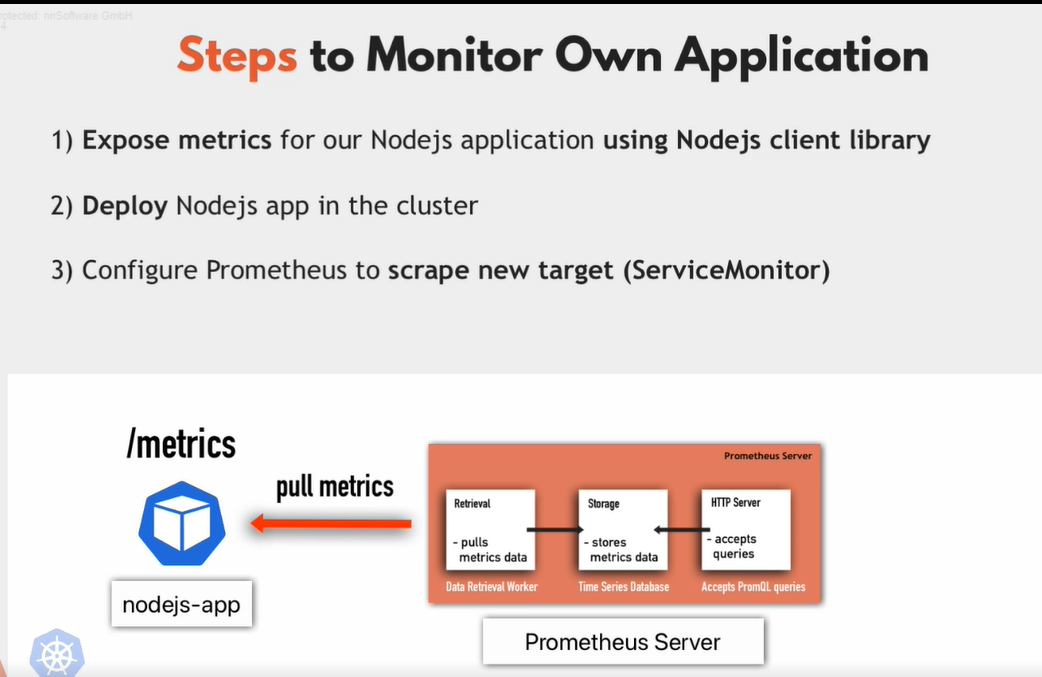 rotected: nnSoftware GmbH
4
Steps to Monitor Own Application
1) Expose metrics for our Nodejs application using Nodejs client library
2) Deploy Nodejs app in the cluster
3) Configure Prometheus to scrape new target (ServiceMonitor)
/metrics
pull metrics
nodejs-app
Prometheus Server
Retrieval
- pulls
metrics data
Data Retrieval Worker
Storage
- stores
metrics data
Time Series Database
HTTP Server
- accepts
queries
Accepts PromQL queries
Prometheus Server